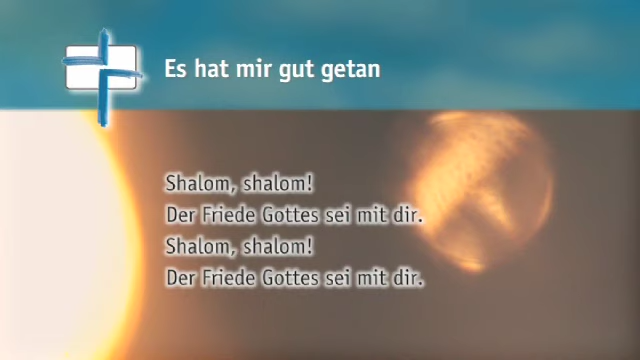 Es hat mir gut getan
Shalom, shalom!
Der Friede Gottes sei mit dir.
Shalom, shalom!
Der Friede Gottes sei mit dir.